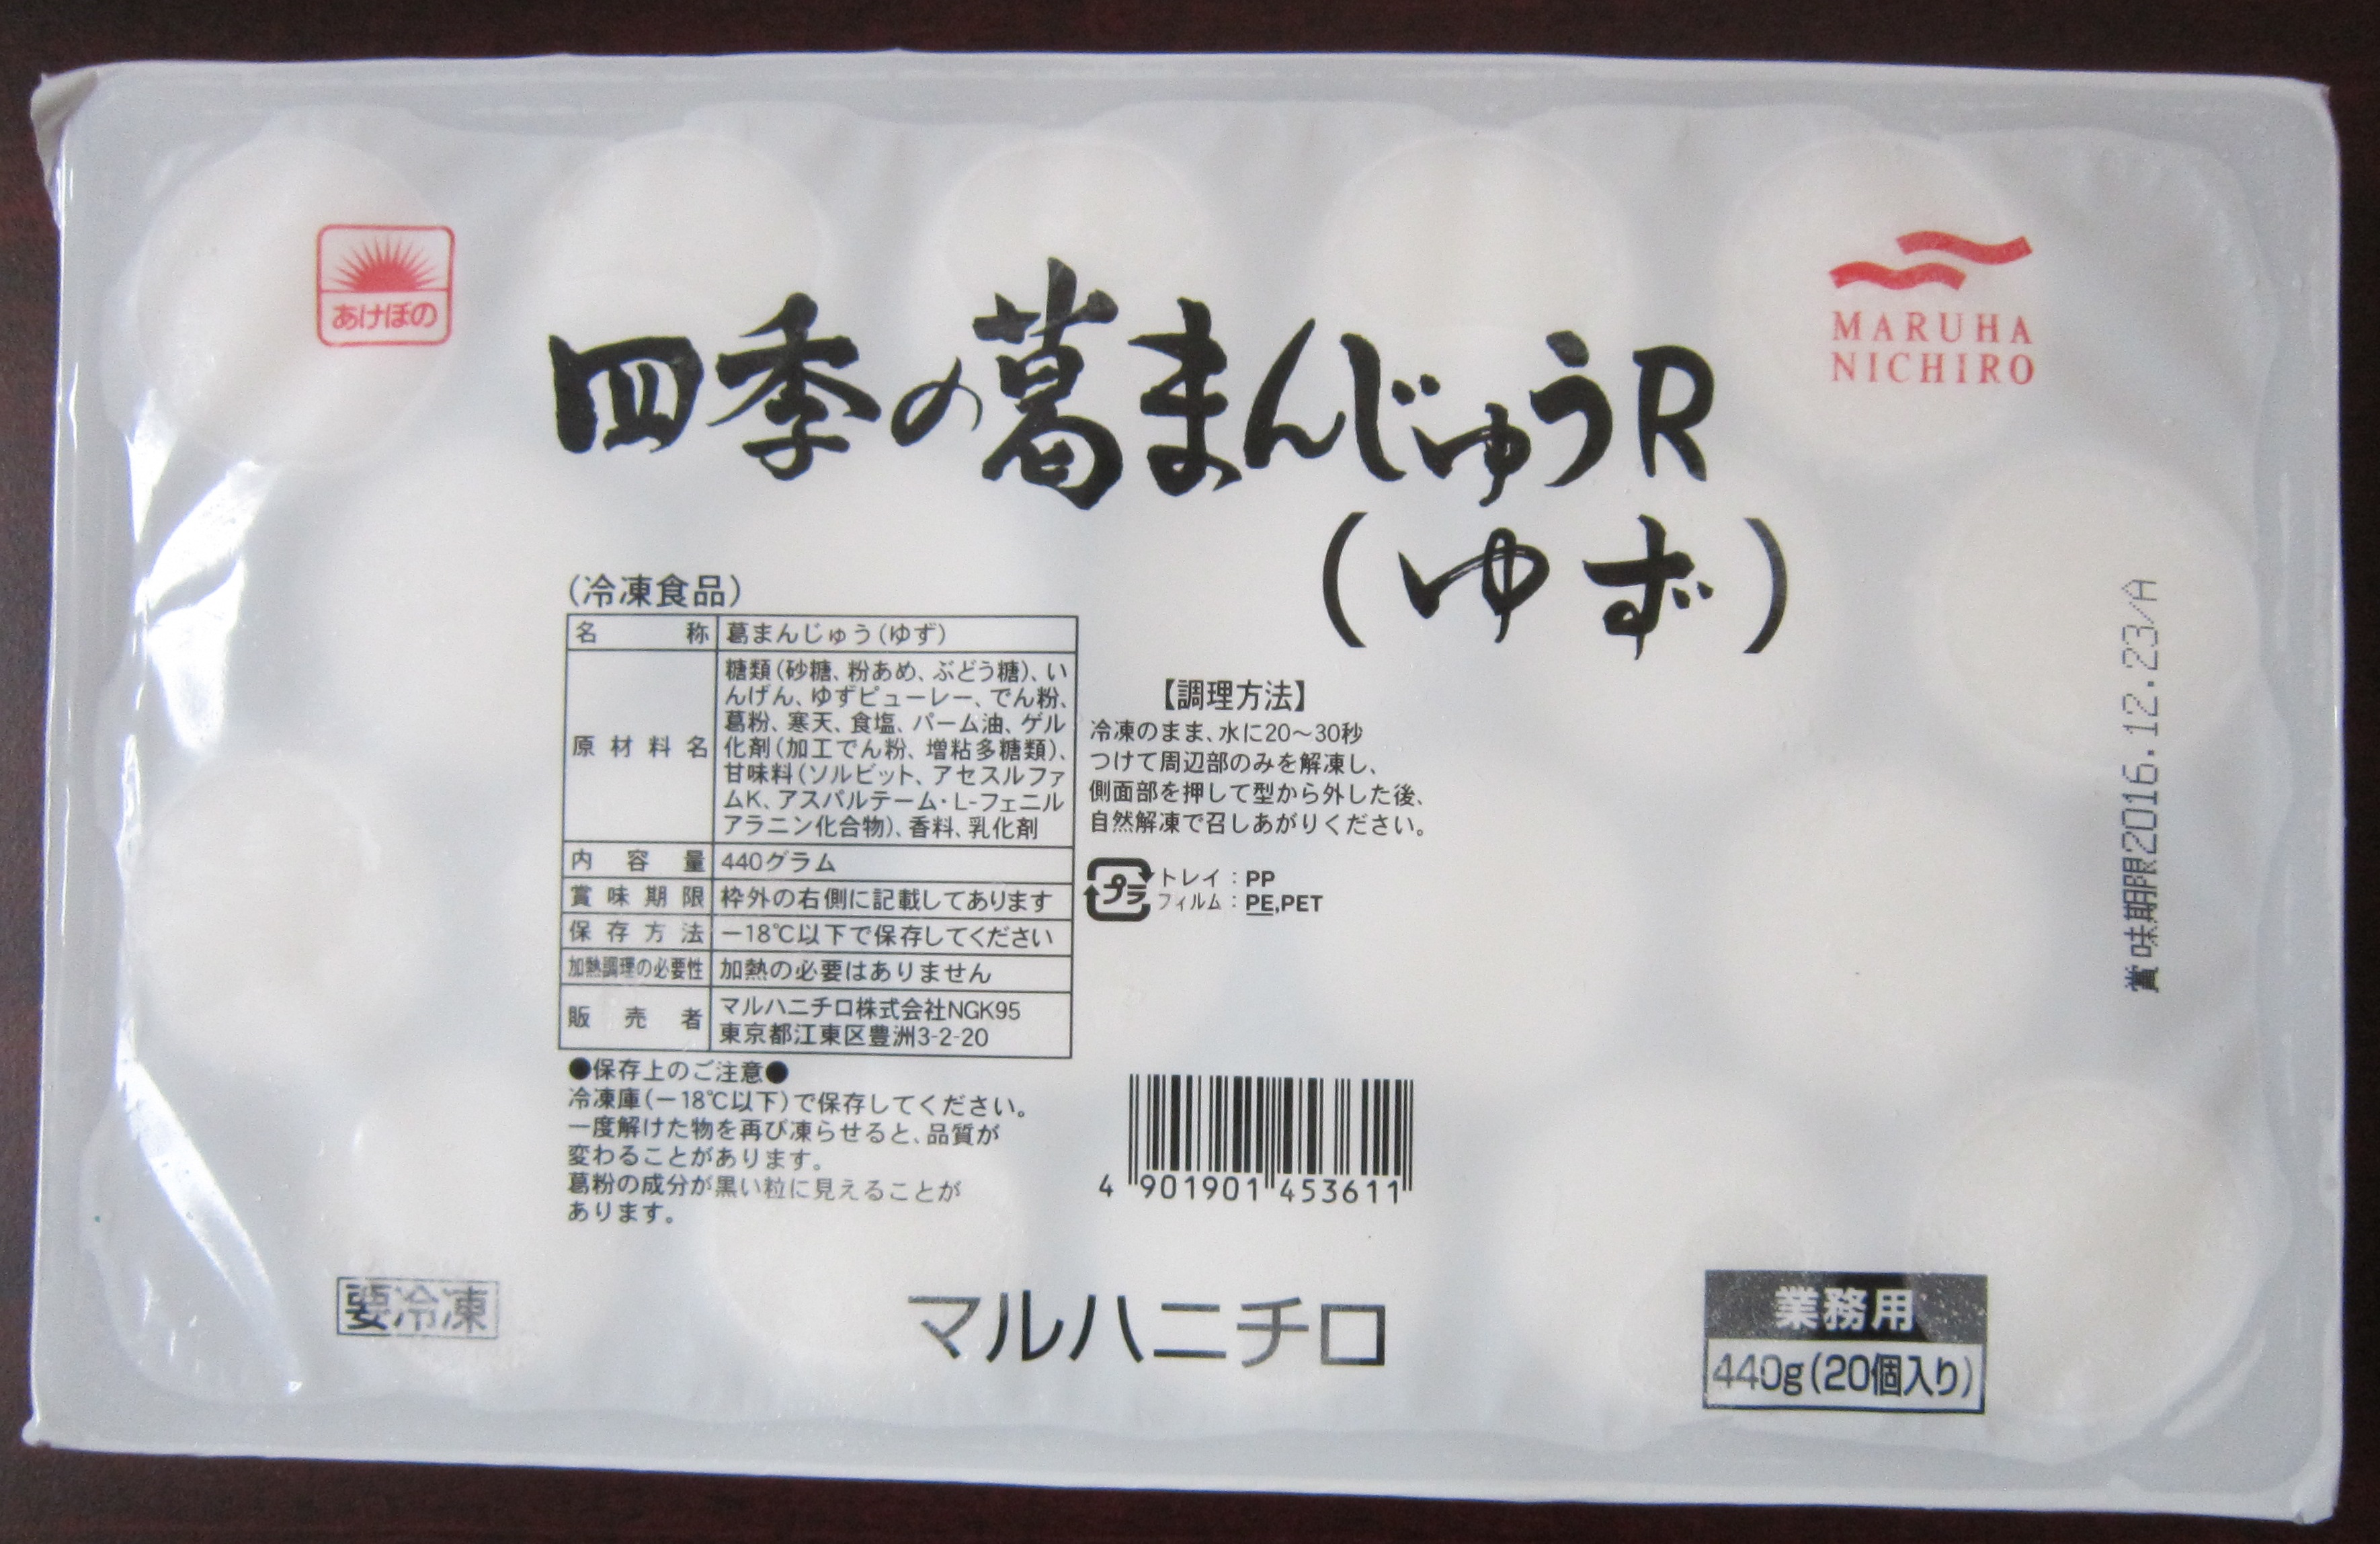 あけぼの
MARUHA
NICHIRO
四季の葛まんじゅうR
(ゆず)
(冷凍食品)
名称 葛まんじゅう(ゆず)
原材料名 糖類(砂糖、粉あめ、ぶどう糖)、い
んげん、ゆずピューレー、でん粉、
葛粉、寒天、食塩、パーム油、ゲル
化剤(加工でん粉、増粘多糖類)、
甘味料(ソルビット、アセスルファ
ムK、アスパルテーム・L-フェニル
アラニン化合物)、香料、乳化剤
内容量 440グラム
賞味期限 枠外の右側に記載してあります
保存方法 −18℃以下で保存してください
加熱調理の必要性 加熱の必要はありません
販売者 マルハニチロ株式会社NGK95
東京都江東区豊洲3-2-20
●保存上のご注意●
冷凍庫(−18℃以下)で保存してください。
一度解けた物を再び凍らせると、品質が
変わることがあります。
葛粉の成分が黒い粒に見えることが
あります。
【調理方法】
冷凍のまま、水に20〜30秒
つけて周辺部のみを解凍し、
側面部を押して型から外した後、
自然解凍で召しあがりください。
プラ
トレイ：PP
フィルム：PE,PET
4 901901 453611
賞味期限2016.12.23/A
要冷凍
マルハニチロ
業務用
440g(20個入り)